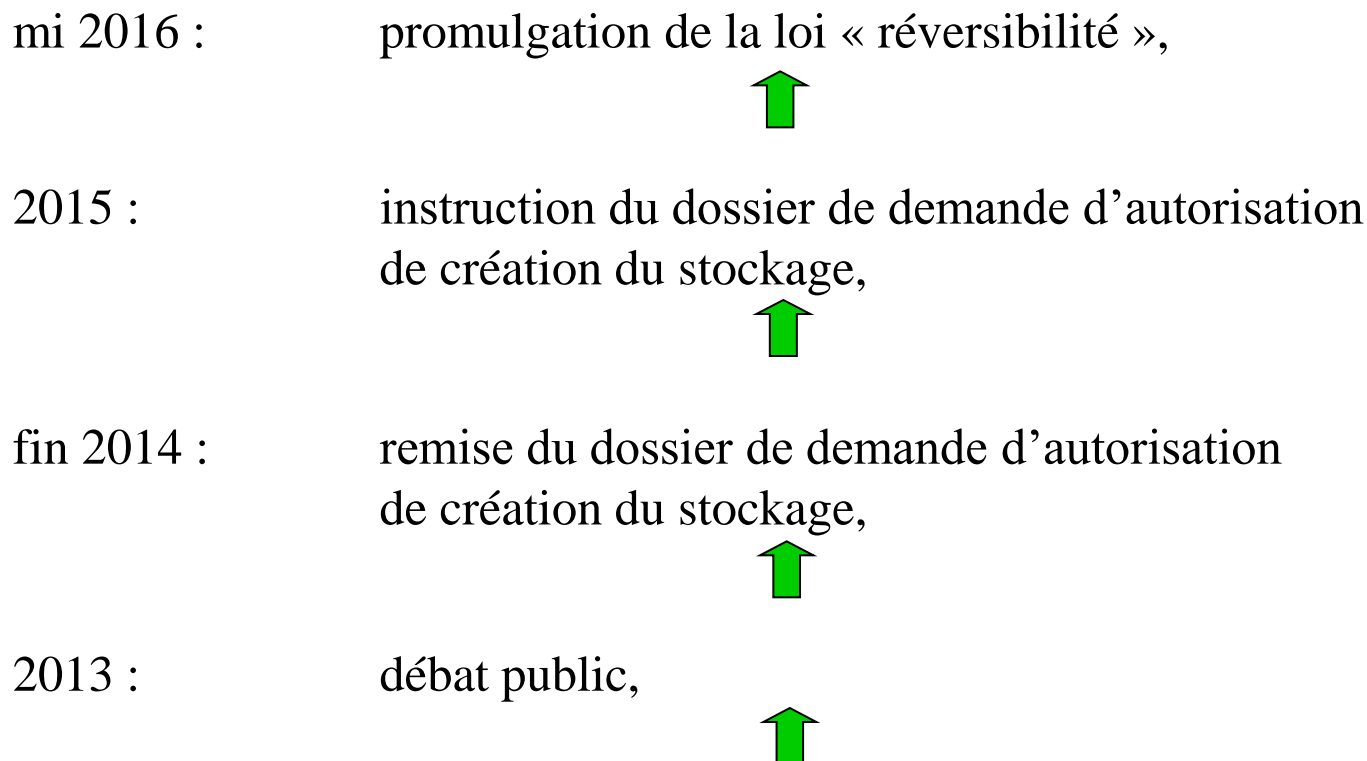 mi 2016 : promulgation de la loi « réversibilité »,
2015 : instruction du dossier de demande d’autorisation
de création du stockage,
fin 2014 : remise du dossier de demande d’autorisation
de création du stockage,
2013 : débat public,